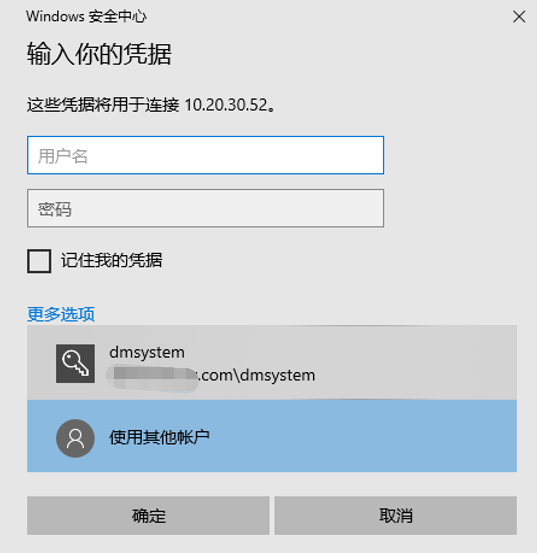 Windows 安全中心
输入你的凭据
这些凭据将用于连接 10.20.30.52。
用户名
密码
记住我的凭据
更多选项
dmsystem
.com\dmsystem
使用其他帐户
确定
取消